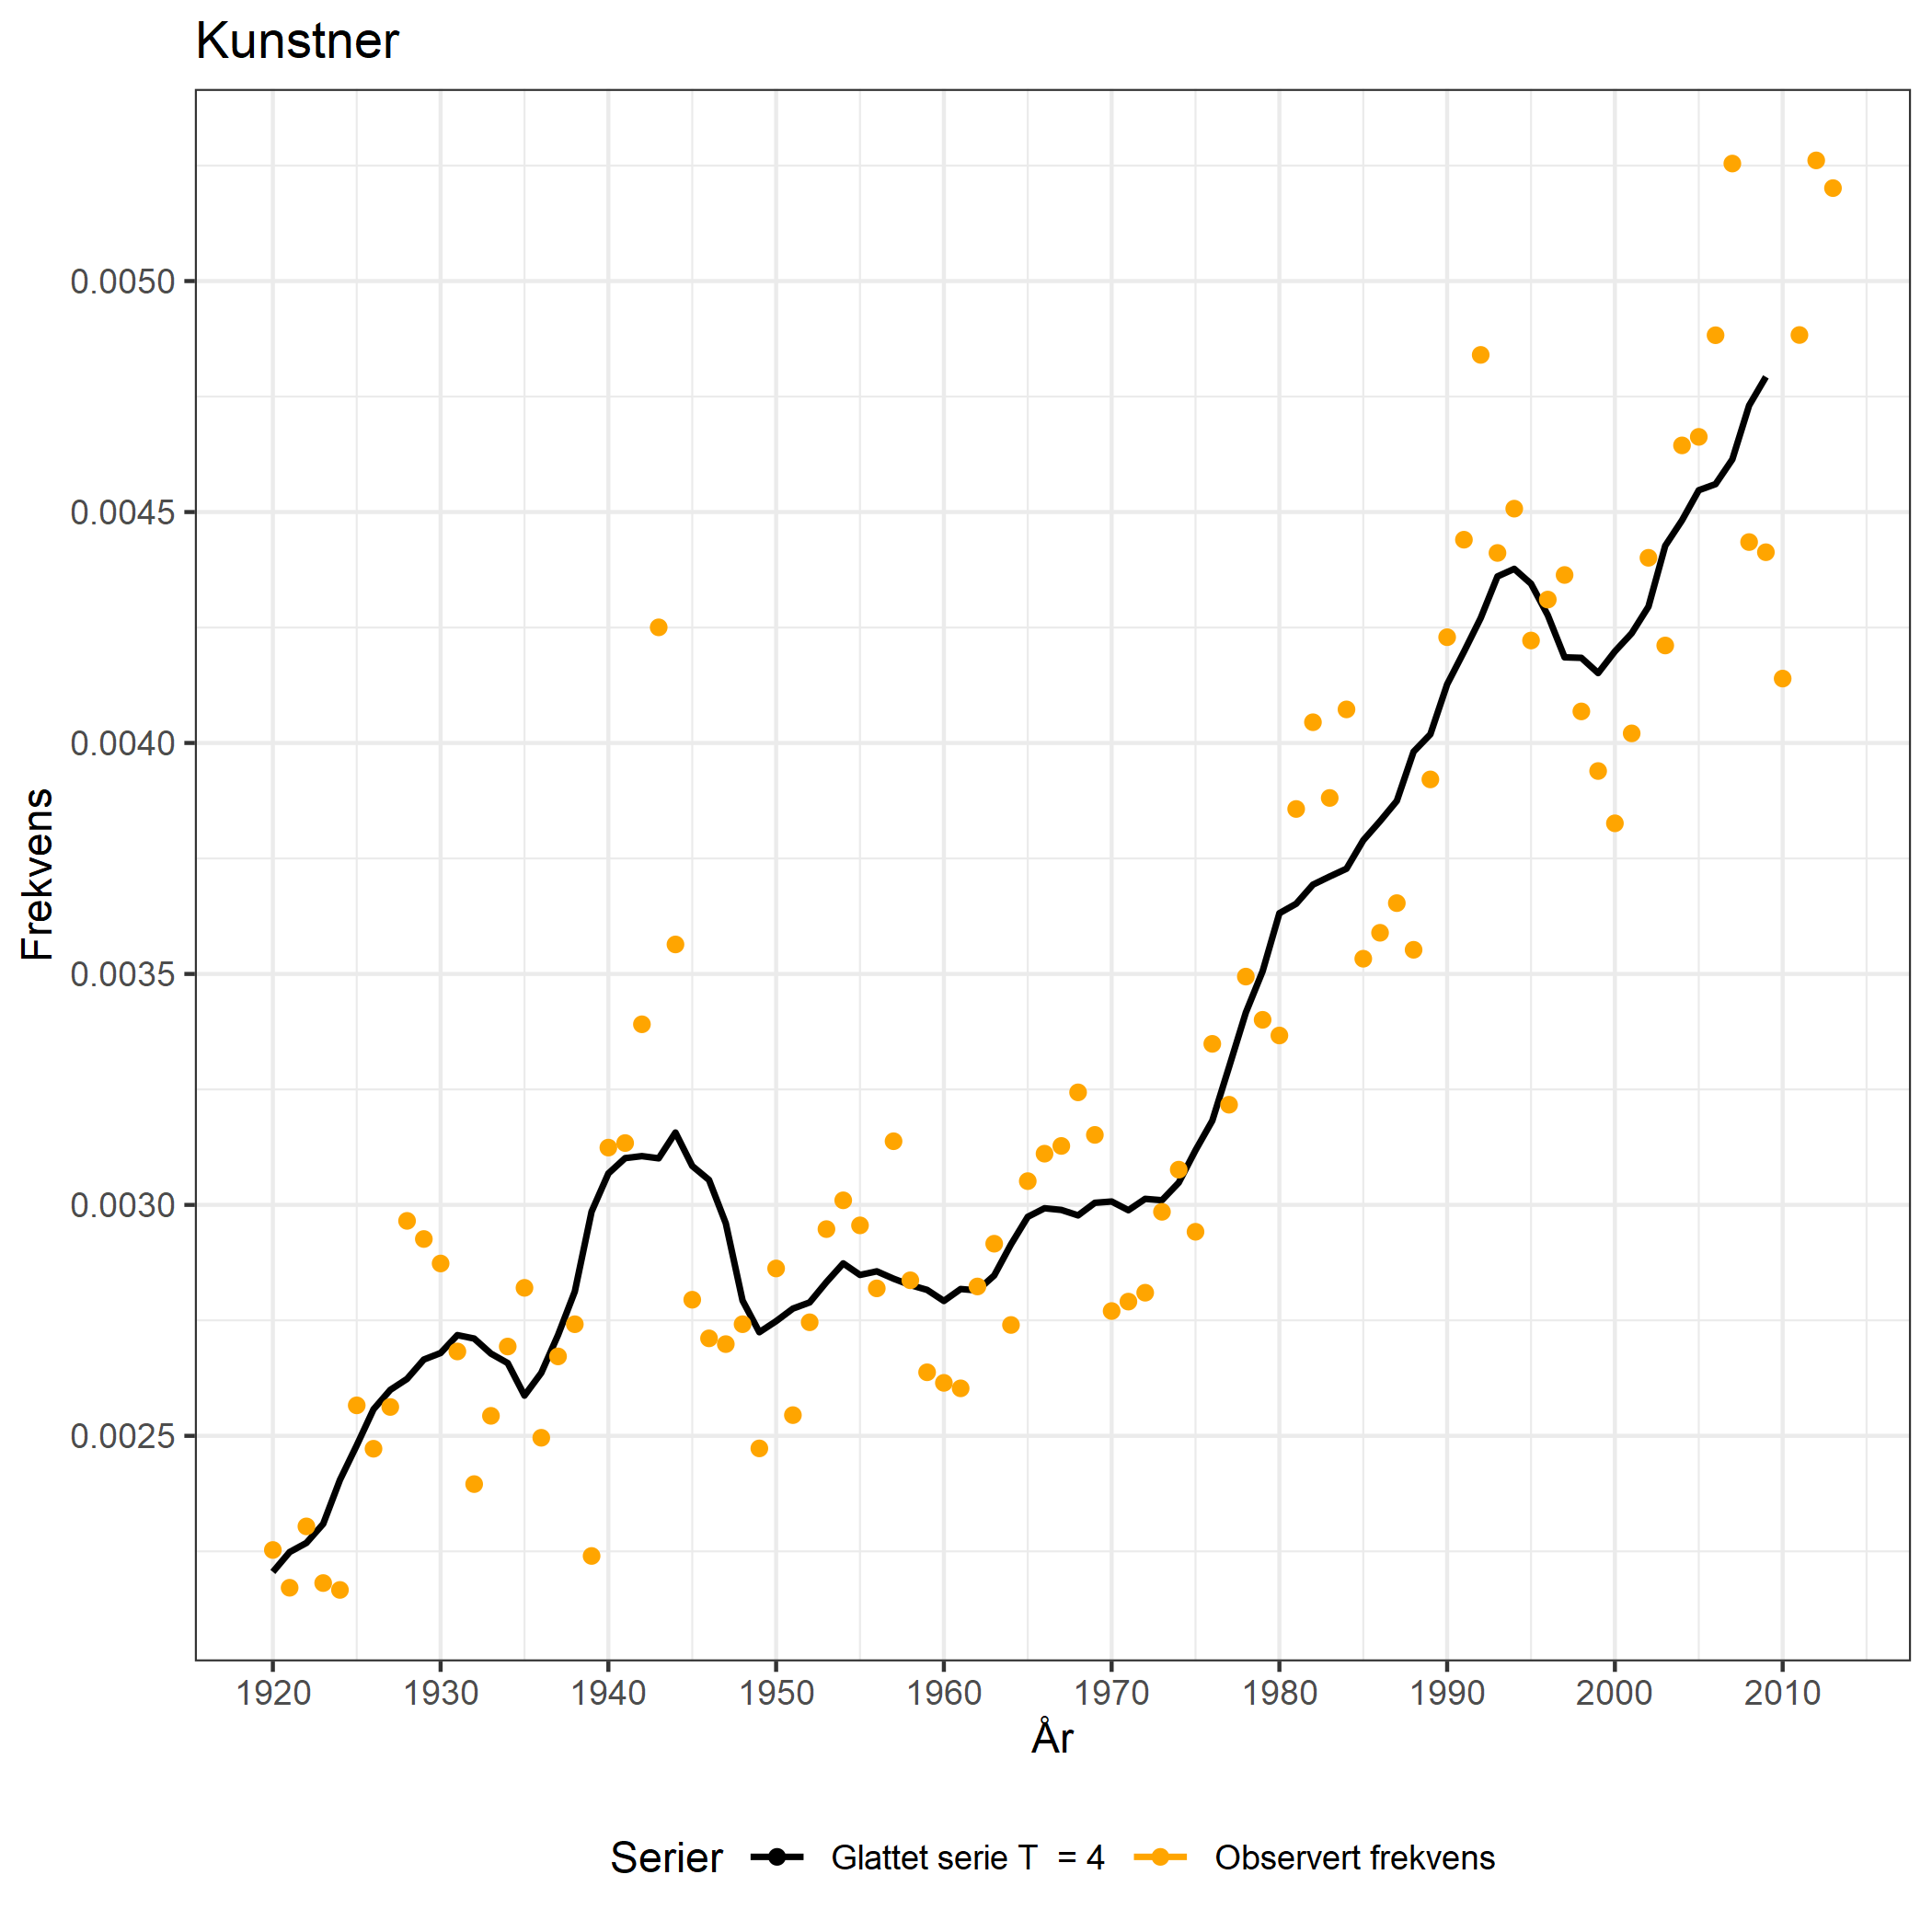 Kunstner
Frekvens
0.0050
0.0045
0.0040
0.0035
0.0030
0.0025
1920 1930 1940 1950 1960 1970 1980 1990 2000 2010
År
Serier Glattet serie T = 4 Observert frekvens